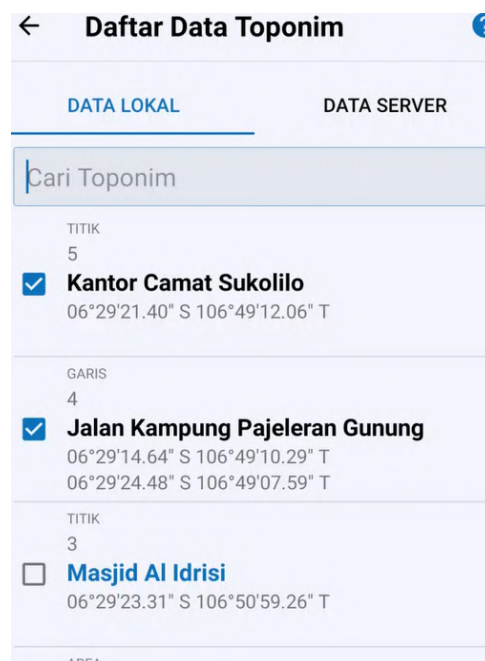 Daftar Data Toponim
DATA LOKAL
DATA SERVER
Cari Toponim
TITIK
5
Kantor Camat Sukolilo
06°29'21.40" S 106°49'12.06" T
GARIS
4
Jalan Kampung Pajeleran Gunung
06°29'14.64" S 106°49'10.29" T
06°29'24.48" S 106°49'07.59" T
TITIK
3
Masjid Al Idrisi
06°29'23.31" S 106°50'59.26" T